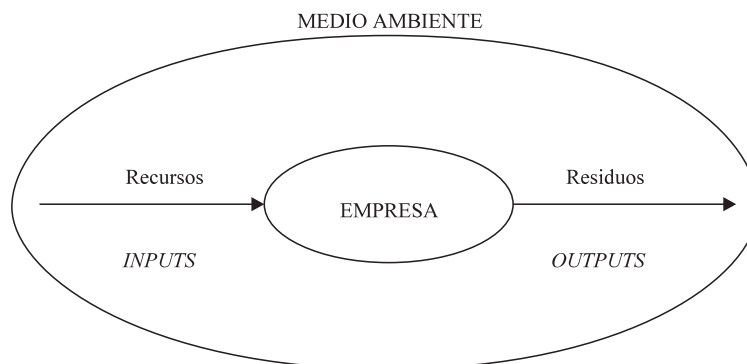 MEDIO AMBIENTE
Recursos
Residuos
EMPRESA
INPUTS
OUTPUTS